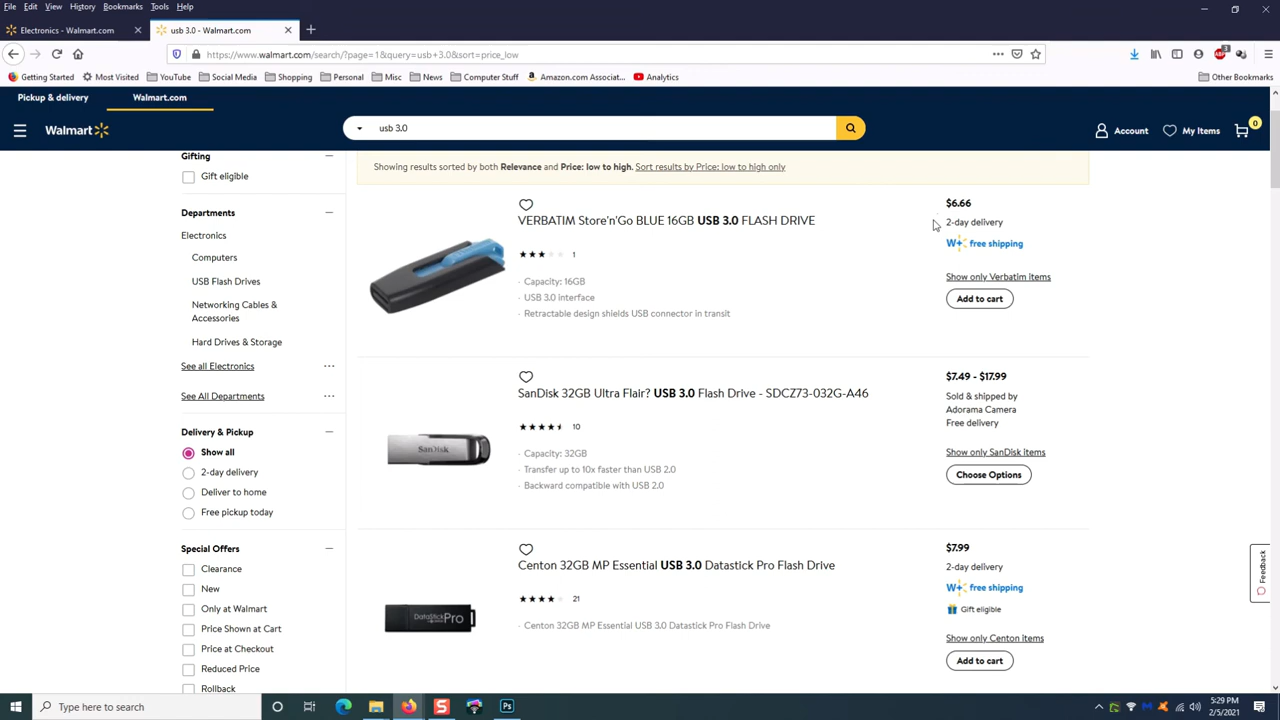 File Edit View History Bookmarks Tools Help
Electronics - Walmart.com
usb 3.0 - Walmart.com
https://www.walmart.com/search/?page=1&query=usb+3.0&sort=price_low
Getting Started Most Visited YouTube Social Media Shopping Personal Misc News Computer Stuff Amazon.com Associat... Analytics Other Bookmarks
Pickup & delivery Walmart.com
Walmart
usb 3.0
Account
My Items
0
Gifting
Gift eligible
Departments
Electronics
Computers
USB Flash Drives
Networking Cables &
Accessories
Hard Drives & Storage
See all Electronics
See All Departments
Delivery & Pickup
Show all
2-day delivery
Deliver to home
Free pickup today
Special Offers
Clearance
New
Only at Walmart
Price Shown at Cart
Price at Checkout
Reduced Price
Rollback
Showing results sorted by both Relevance and Price: low to high. Sort results by Price: low to high only
VERBATIM Store'n'Go BLUE 16GB USB 3.0 FLASH DRIVE
1
· Capacity: 16GB
· USB 3.0 interface
· Retractable design shields USB connector in transit
$6.66
2-day delivery
W+ free shipping
Show only Verbatim items
Add to cart
SanDisk
SanDisk 32GB Ultra Flair? USB 3.0 Flash Drive - SDCZ73-032G-A46
10
· Capacity: 32GB
· Transfer up to 10x faster than USB 2.0
· Backward compatible with USB 2.0
$7.49 - $17.99
Sold & shipped by
Adorama Camera
Free delivery
Show only SanDisk items
Choose Options
DataStick Pro
Centon 32GB MP Essential USB 3.0 Datastick Pro Flash Drive
21
· Centon 32GB MP Essential USB 3.0 Datastick Pro Flash Drive
$7.99
2-day delivery
W+ free shipping
Gift eligible
Show only Centon items
Add to cart
Feedback
Type here to search
5:29 PM
2/5/2021